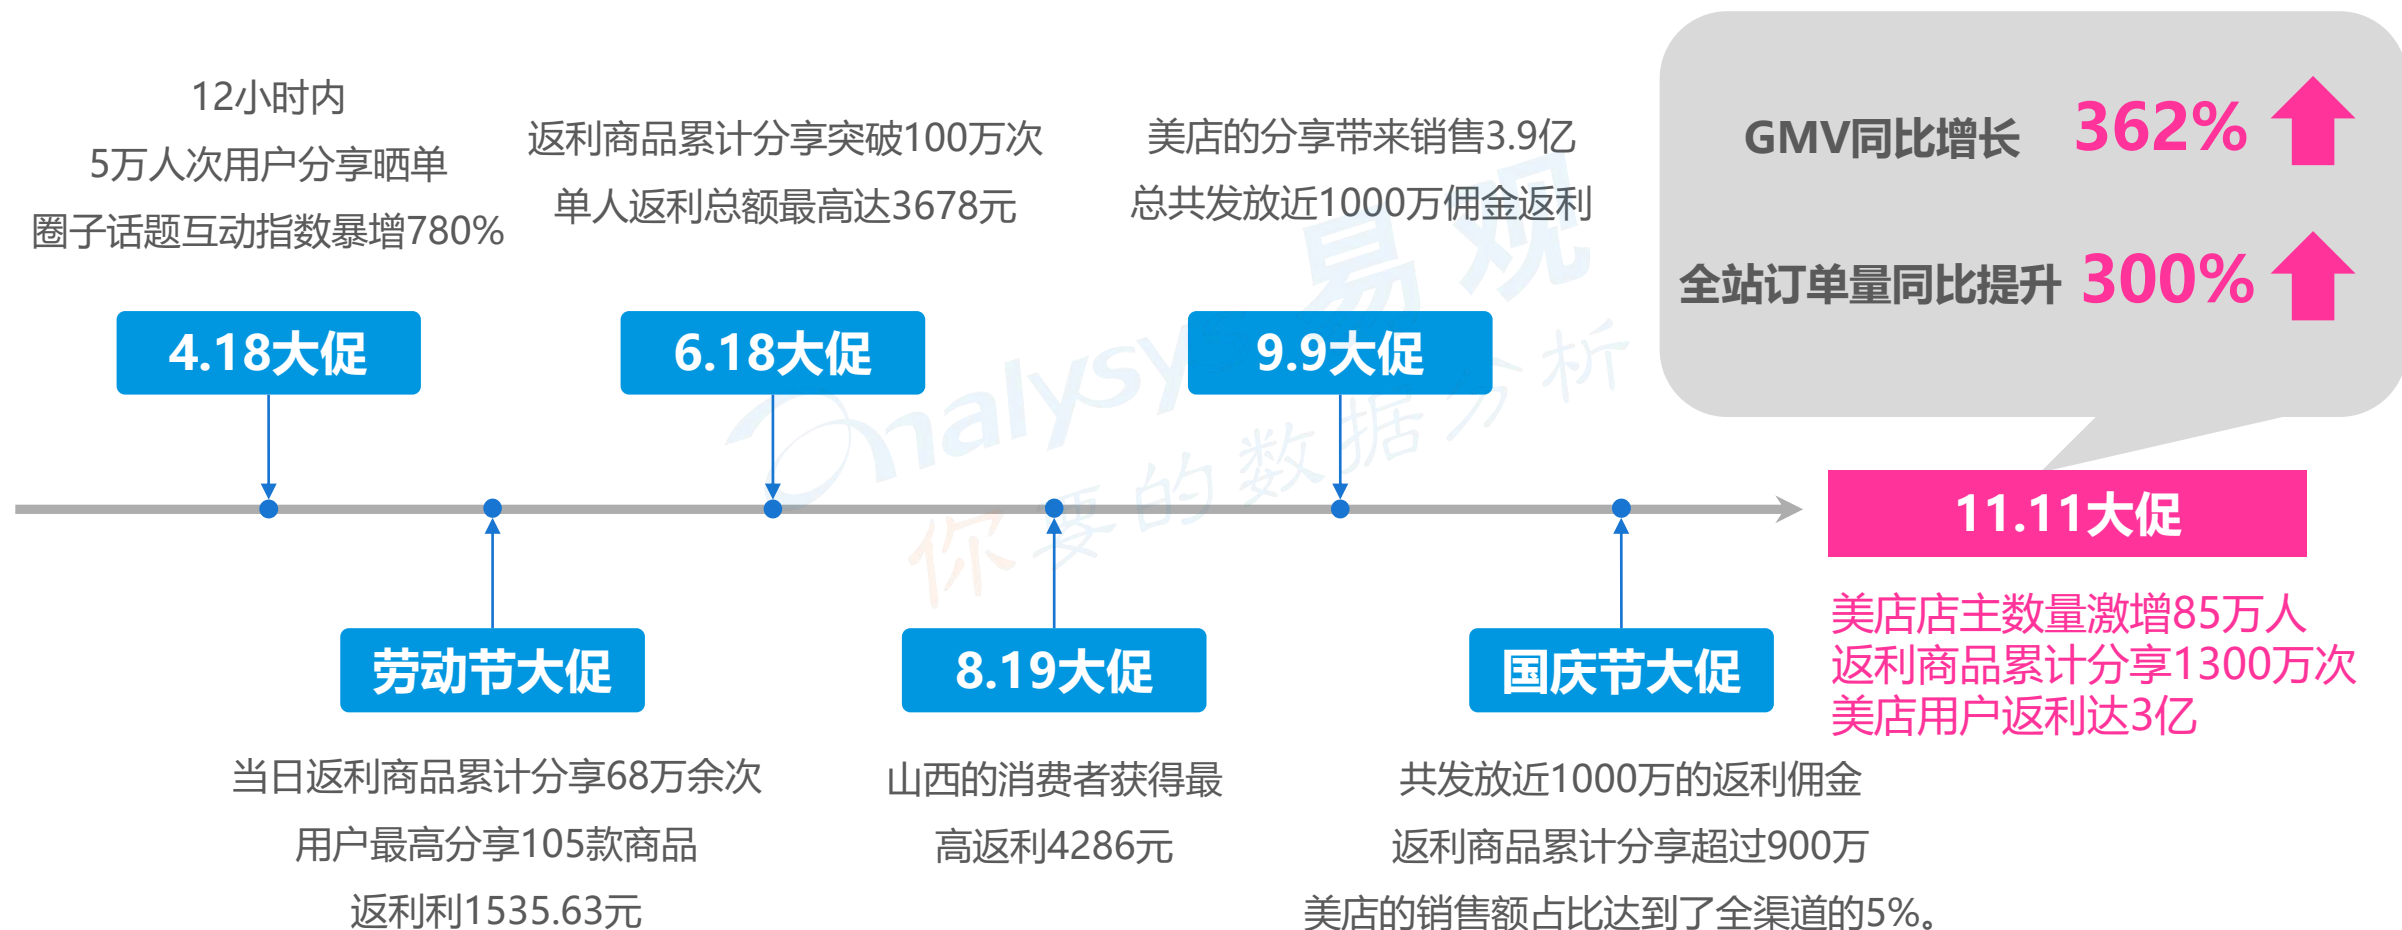 12小时内
5万人次用户分享晒单
圈子话题互动指数暴增780%
4.18大促
返利商品累计分享突破100万次
单人返利总额最高达3678元
6.18大促
美店的分享带来销售3.9亿
总共发放近1000万佣金返利
9.9大促
GMV同比增长 362%
全站订单量同比提升 300%
11.11大促
美店店主数量激增85万人
返利商品累计分享1300万次
美店用户返利达3亿
劳动节大促
当日返利商品累计分享68万余次
用户最高分享105款商品
返利利1535.63元
8.19大促
山西的消费者获得最
高返利4286元
国庆节大促
共发放近1000万的返利佣金
返利商品累计分享超过900万
美店的销售额占比达到了全渠道的5%。
analysys 易观
你要的数据分析